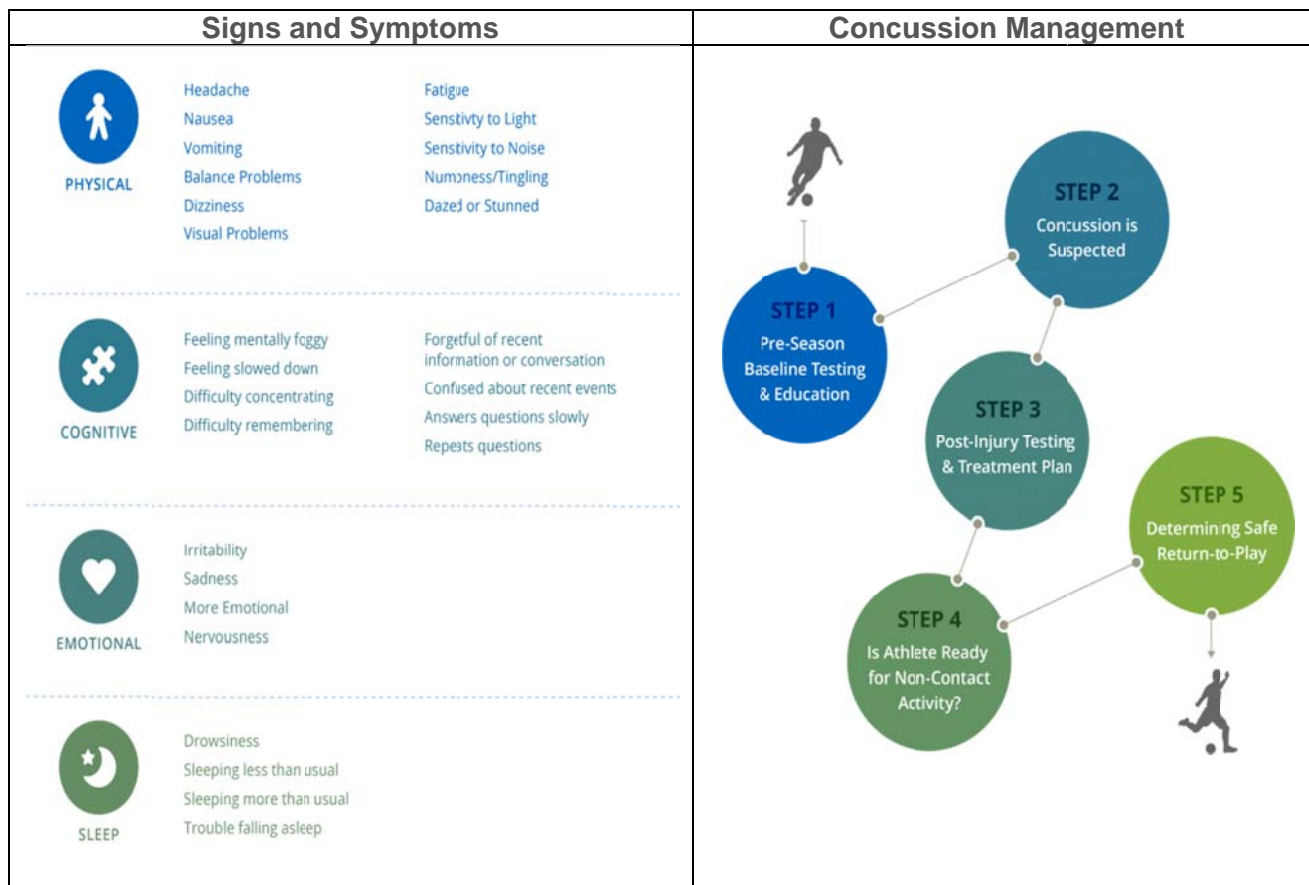 Signs and Symptoms
Headache
Nausea
Vomiting
Balance Problems
Dizziness
Visual Problems
Fatigue
Senstivty to Light
Senstivity to Noise
Numbness/Tingling
Dazed or Stunned
PHYSICAL
Feeling mentally foggy
Feeling slowed down
Difficulty concentrating
Difficulty remembering
Forgetful of recent
information or conversation
Confused about recent events
Answers questions slowly
Repeats questions
COGNITIVE
Irritability
Sadness
More Emotional
Nervousness
EMOTIONAL
Drowsiness
Sleeping less than usual
Sleeping more than usual
Trouble falling asleep
SLEEP
Concussion Management
STEP 1
Pre-Season
Baseline Testing
& Education
STEP 2
Concussion is
Suspected
STEP 3
Post-Injury Testing
& Treatment Plan
STEP 4
Is Athlete Ready
for Non-Contact
Activity?
STEP 5
Determining Safe
Return-to-Play